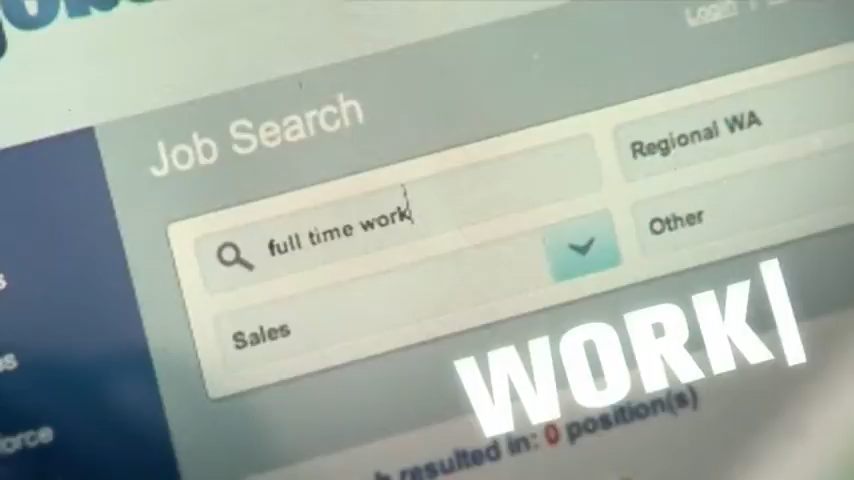 Login
Job Search
full time work
Regional WA
Sales
Other
WORK|
resulted in: 0 position(s)